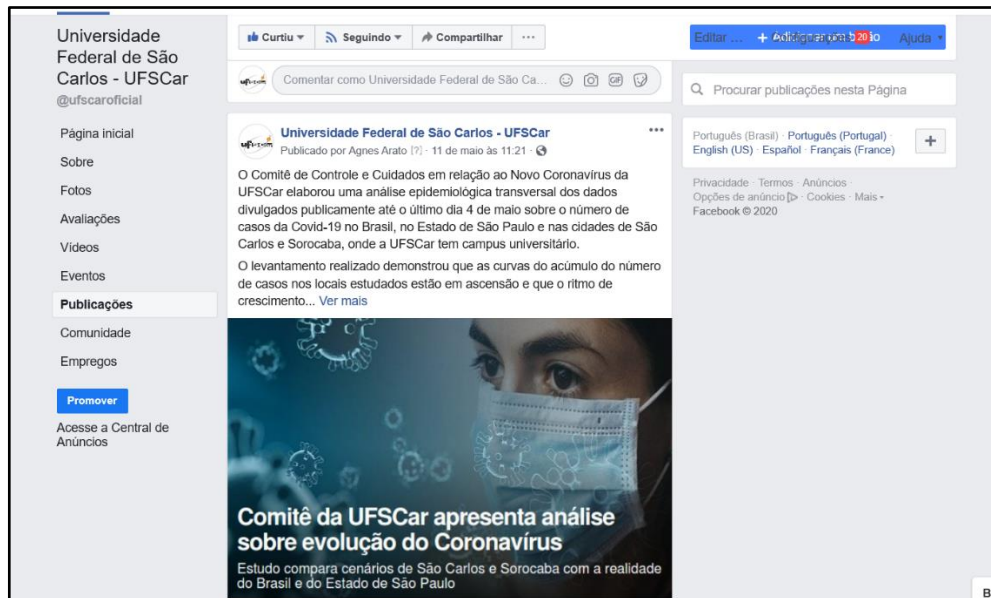 Universidade
Federal de São
Carlos - UFSCar
@ufscaroficial
Página inicial
Sobre
Fotos
Avaliações
Vídeos
Eventos
Publicações
Comunidade
Empregos
Promover
Acesse a Central de
Anúncios
Curtiu Seguindo Compartilhar ...
Comentar como Universidade Federal de São Ca... GIF
Universidade Federal de São Carlos - UFSCar
Publicado por Agnes Arato [?] · 11 de maio às 11:21 ·
O Comitê de Controle e Cuidados em relação ao Novo Coronavírus da
UFSCar elaborou uma análise epidemiológica transversal dos dados
divulgados publicamente até o último dia 4 de maio sobre o número de
casos da Covid-19 no Brasil, no Estado de São Paulo e nas cidades de São
Carlos e Sorocaba, onde a UFSCar tem campus universitário.
O levantamento realizado demonstrou que as curvas do acúmulo do número
de casos nos locais estudados estão em ascensão e que o ritmo de
crescimento... Ver mais
Comitê da UFSCar apresenta análise
sobre evolução do Coronavírus
Estudo compara cenários de São Carlos e Sorocaba com a realidade
do Brasil e do Estado de São Paulo
Editar ... + 20 Ajuda
Procurar publicações nesta Página
Português (Brasil) · Português (Portugal) ·
English (US) · Español · Français (France)
+
Privacidade · Termos · Anúncios ·
Opções de anúncio · Cookies · Mais
Facebook © 2020
B